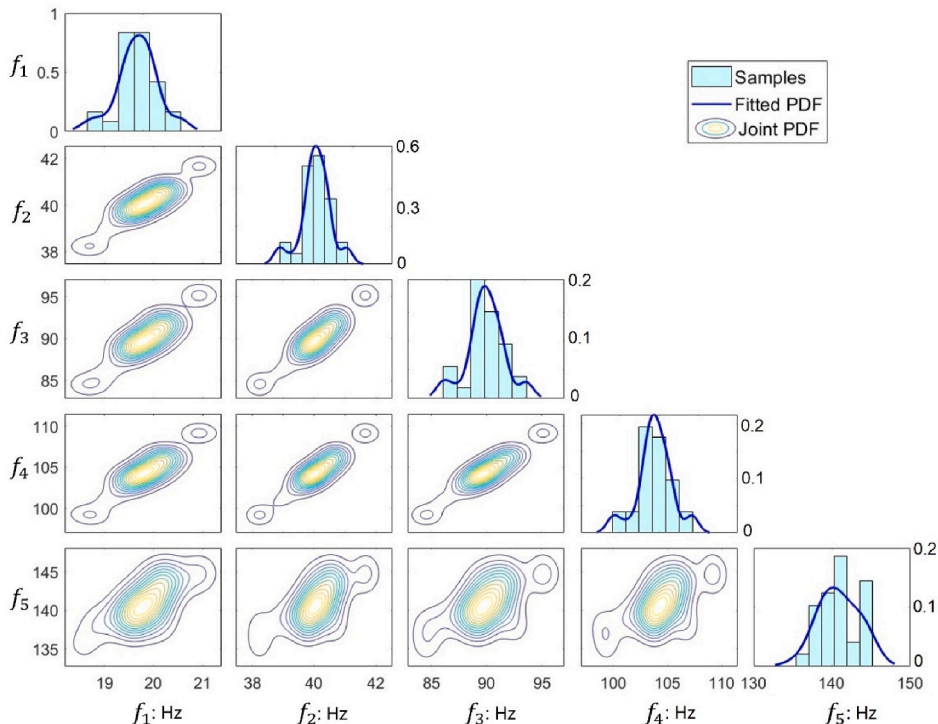 1
f₁ 0.5
0
Samples
Fitted PDF
Joint PDF
42 0.6
f₂ 40 0.3
38 0
95 0.2
f₃ 90 0.1
85 0
110 0.2
f₄ 105 0.1
100 0
145 0.2
f₅ 140 0.1
135 0
19 20 21 38 40 42 85 90 95 100 105 110 130 140 150
f₁: Hz f₂: Hz f₃: Hz f₄: Hz f₅: Hz